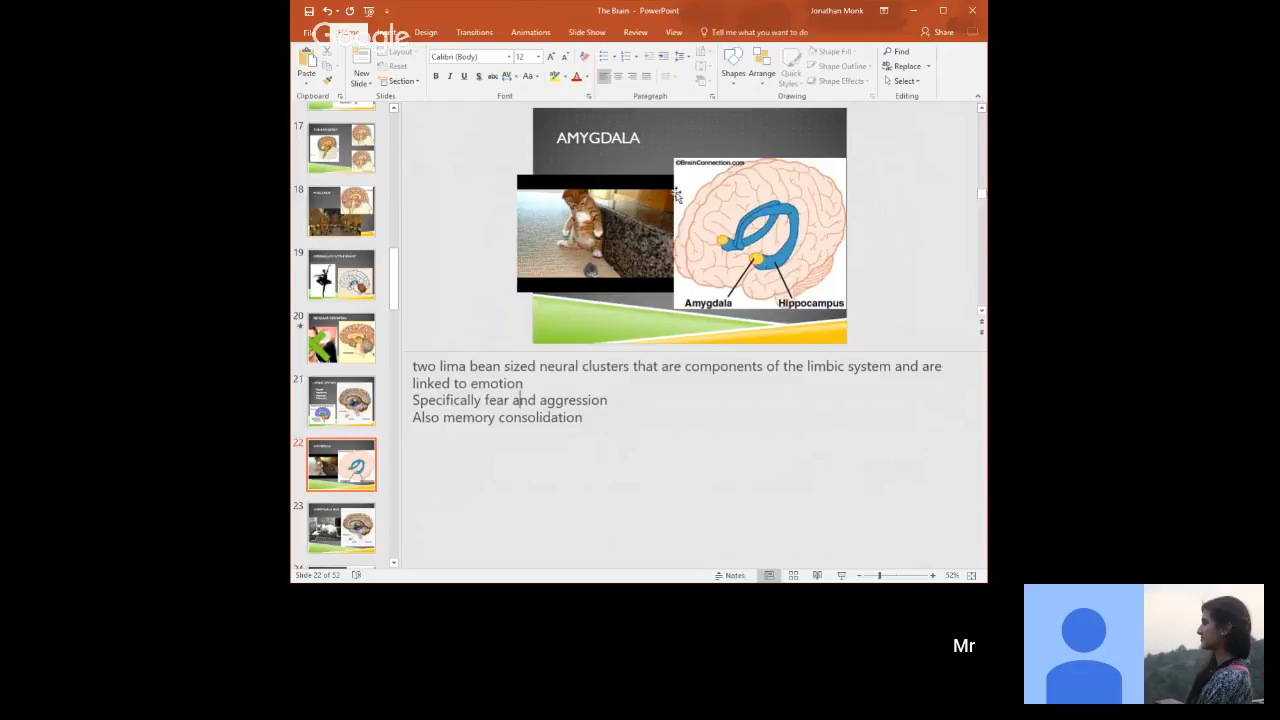 The Brain - PowerPoint
Jonathan Monk
Google
File
Home
Insert
Design
Transitions
Animations
Slide Show
Review
View
Tell me what you want to do
Share
Paste
Clipboard
New
Slide
Layout
Reset
Section
Slides
Calibri (Body)
12
Font
Paragraph
Shapes
Arrange
Quick
Styles
Shape Fill
Shape Outline
Shape Effects
Drawing
Find
Replace
Select
Editing
17
18
19
20
21
22
23
24
AMYGDALA
©BrainConnection.com
Amygdala
Hippocampus
two lima bean sized neural clusters that are components of the limbic system and are
linked to emotion
Specifically fear and aggression
Also memory consolidation
Slide 22 of 52
Notes
52%
Mr